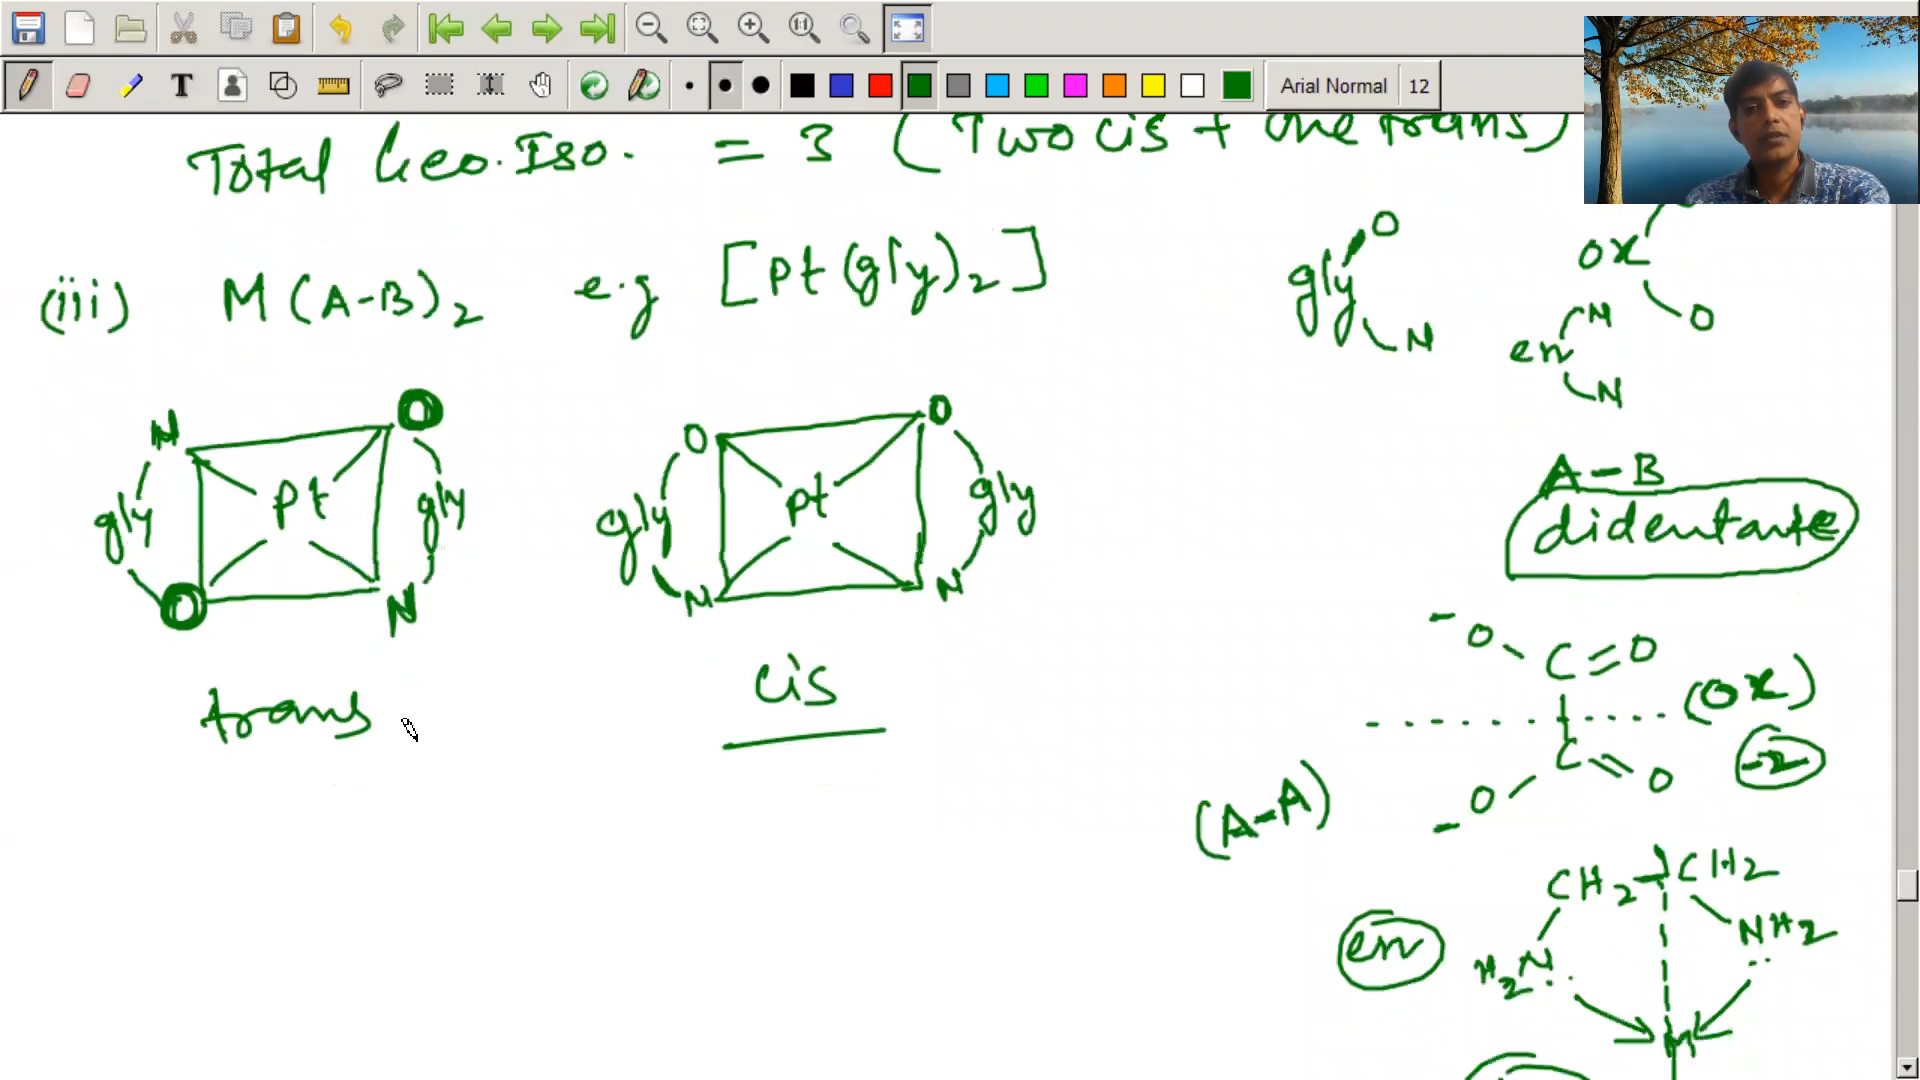 T Arial Normal 12
Total Geo. Iso. = 3 (Two cis + one trans)
(iii) M(A-B)2 e.g [Pt(gly)2]
gly O N
ox O
en N N
N O Pt gly gly O N
O O Pt gly gly N N
trans
cis
A-B
didentante
- O C = O
(ox)
-2
C
- O O
(A-A)
CH2 - CH2
en
H2N.. NH2
M